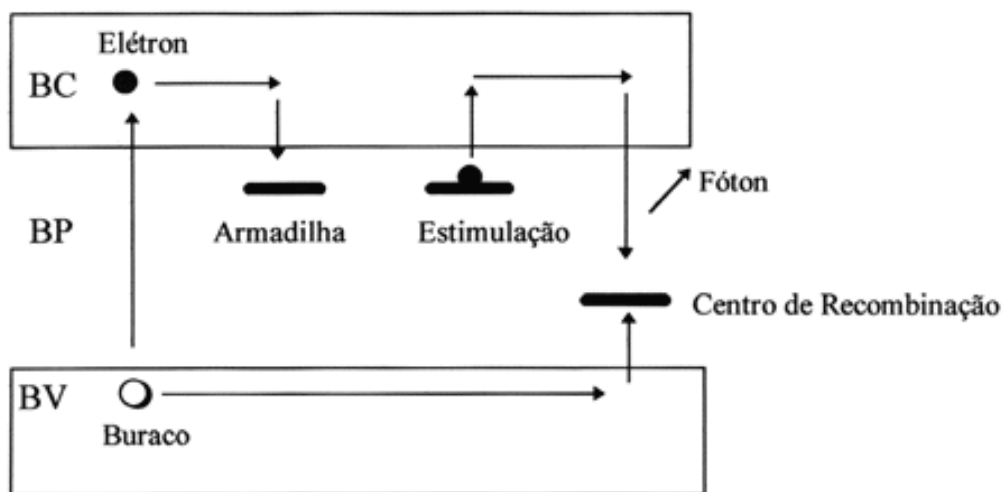 Elétron
BC
Fóton
BP
Armadilha
Estimulação
Centro de Recombinação
BV
Buraco